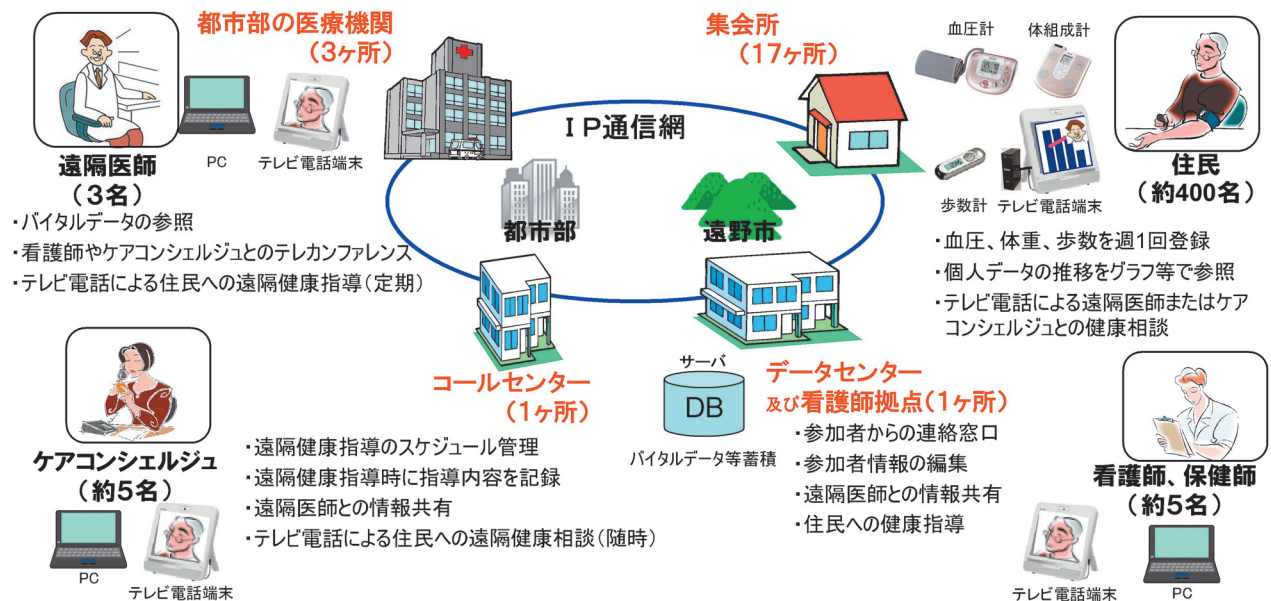 都市部の医療機関
（3ヶ所）
PC
テレビ電話端末
遠隔医師
（3名）
・バイタルデータの参照
・看護師やケアコンシェルジュとのテレカンファレンス
・テレビ電話による住民への遠隔健康指導（定期）
IP通信網
都市部
遠野市
集会所
（17ヶ所）
血圧計
体組成計
歩数計
テレビ電話端末
住民
（約400名）
・血圧、体重、歩数を週1回登録
・個人データの推移をグラフ等で参照
・テレビ電話による遠隔医師またはケア
コンシェルジュとの健康相談
ケアコンシェルジュ
（約5名）
PC
テレビ電話端末
コールセンター
（1ヶ所）
・遠隔健康指導のスケジュール管理
・遠隔健康指導時に指導内容を記録
・遠隔医師との情報共有
・テレビ電話による住民への遠隔健康相談（随時）
サーバ
DB
バイタルデータ等蓄積
データセンター
及び看護師拠点（1ヶ所）
・参加者からの連絡窓口
・参加者情報の編集
・遠隔医師との情報共有
・住民への健康指導
看護師、保健師
（約5名）
テレビ電話端末
PC